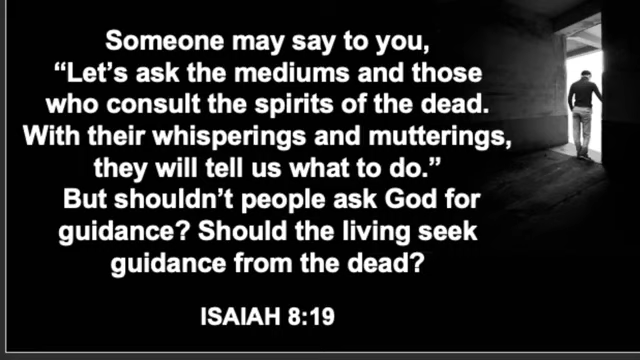 Someone may say to you,
“Let’s ask the mediums and those
who consult the spirits of the dead.
With their whisperings and mutterings,
they will tell us what to do.”
But shouldn’t people ask God for
guidance? Should the living seek
guidance from the dead?
ISAIAH 8:19